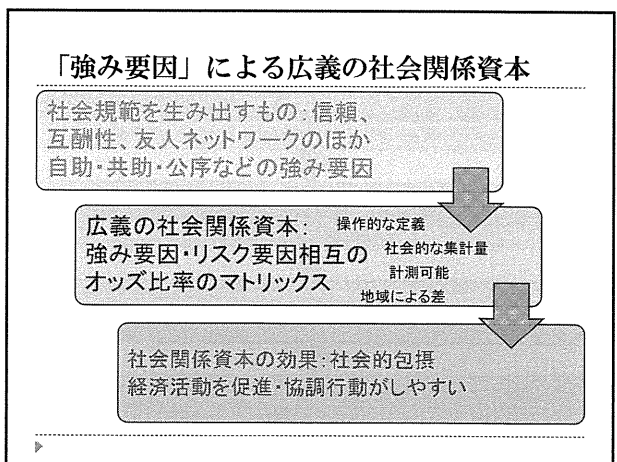 「強み要因」による広義の社会関係資本
社会規範を生み出すもの：信頼、
互酬性、友人ネットワークのほか
自助・共助・公序などの強み要因
広義の社会関係資本：
強み要因・リスク要因相互の
オッズ比率のマトリックス
操作的な定義
社会的な集計量
計測可能
地域による差
社会関係資本の効果：社会的包摂
経済活動を促進・協調行動がしやすい